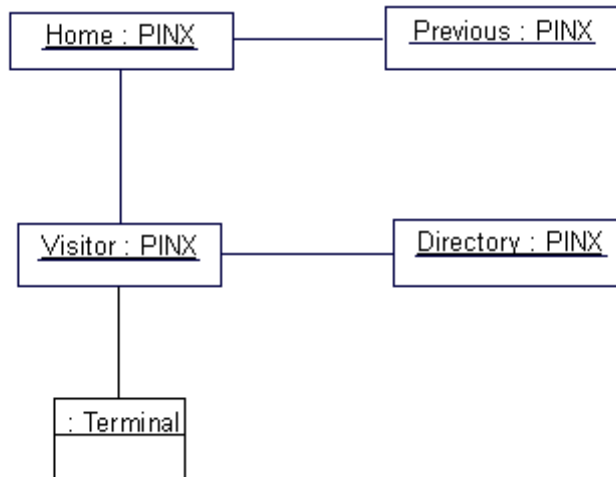 Home : PINX
Previous : PINX
Visitor : PINX
Directory : PINX
: Terminal